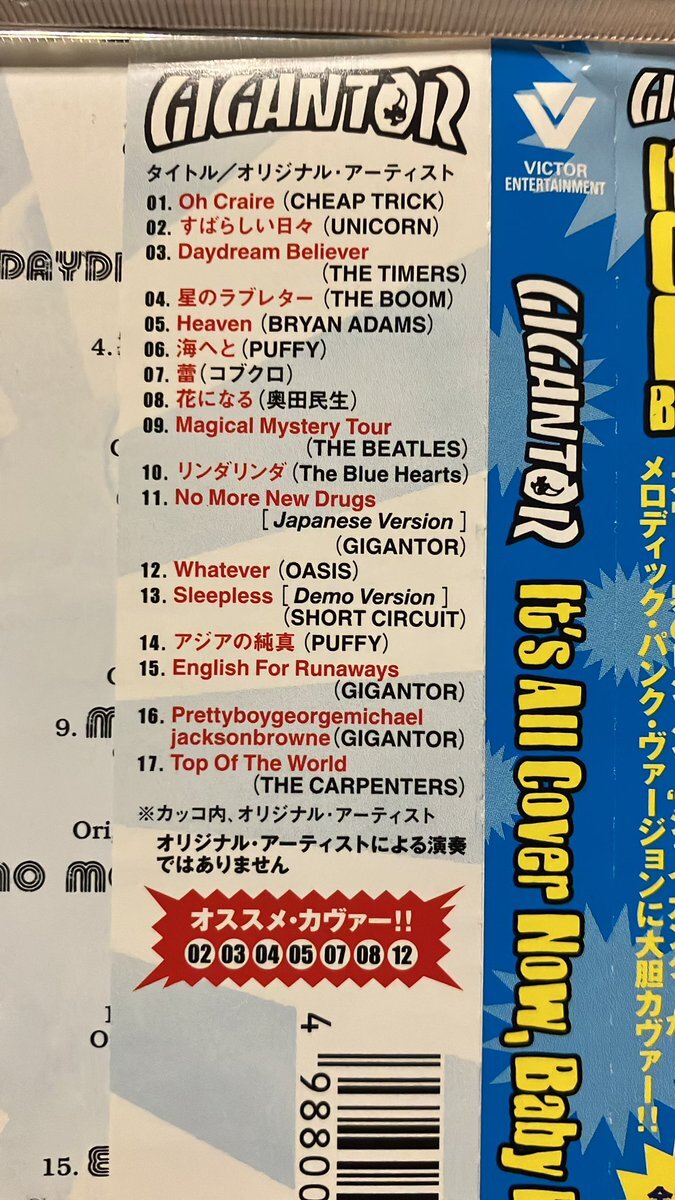 GIGANTOR
タイトル／オリジナル・アーティスト
01. Oh Craire (CHEAP TRICK)
02. すばらしい日々 (UNICORN)
03. Daydream Believer
(THE TIMERS)
04. 星のラブレター (THE BOOM)
05. Heaven (BRYAN ADAMS)
06. 海へと (PUFFY)
07. 蕾 (コブクロ)
08. 花になる (奥田民生)
09. Magical Mystery Tour
(THE BEATLES)
10. リンダリンダ (The Blue Hearts)
11. No More New Drugs
[ Japanese Version ]
(GIGANTOR)
12. Whatever (OASIS)
13. Sleepless [ Demo Version ]
(SHORT CIRCUIT)
14. アジアの純真 (PUFFY)
15. English For Runaways
(GIGANTOR)
16. Prettyboygeorgemichael
jacksonbrowne (GIGANTOR)
17. Top Of The World
(THE CARPENTERS)
※カッコ内、オリジナル・アーティスト
オリジナル・アーティストによる演奏
ではありません
オススメ・カヴァー!!
02 03 04 05 07 08 12
4 98800
VICTOR
ENTERTAINMENT
GIGANTOR
It's All Cover Now, Baby
メロディック・パンク・ヴァージョンに大胆カヴァー!!
4.
9.
15.